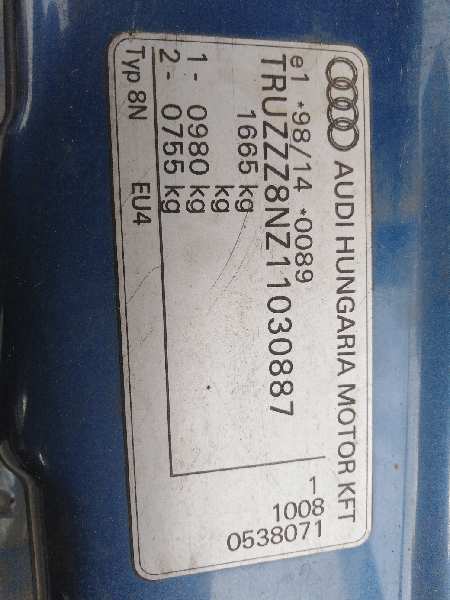 AUDI HUNGARIA MOTOR KFT
e1 *98/14 *0089
TRUZZZ8NZ11030887
1665 kg
kg
1 - 0980 kg
2 - 0755 kg
Typ 8N EU4
1
1008
0538071